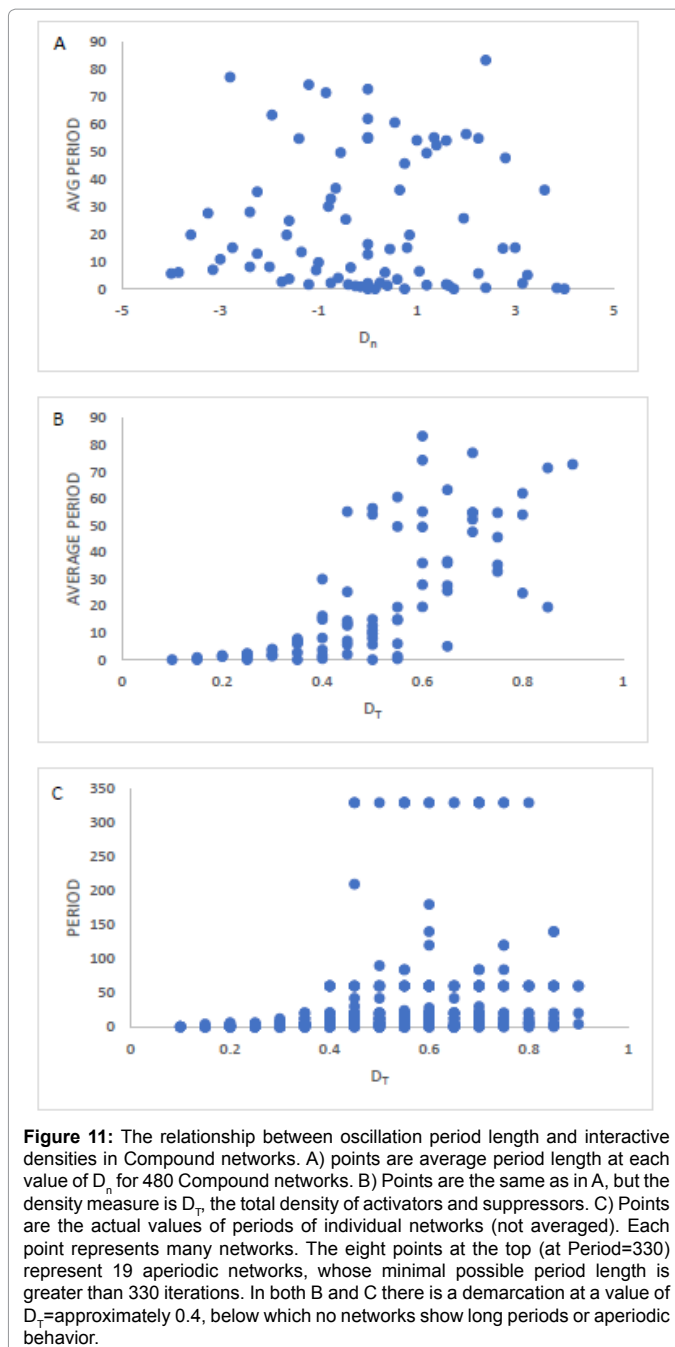 A
AVG PERIOD
90
80
70
60
50
40
30
20
10
0
-5 -3 -1 1 3 5
Dn
B
AVERAGE PERIOD
90
80
70
60
50
40
30
20
10
0
0 0.2 0.4 0.6 0.8 1
DT
C
PERIOD
350
300
250
200
150
100
50
0
0 0.2 0.4 0.6 0.8 1
DT
Figure 11: The relationship between oscillation period length and interactive
densities in Compound networks. A) points are average period length at each
value of Dn for 480 Compound networks. B) Points are the same as in A, but the
density measure is DT, the total density of activators and suppressors. C) Points
are the actual values of periods of individual networks (not averaged). Each
point represents many networks. The eight points at the top (at Period=330)
represent 19 aperiodic networks, whose minimal possible period length is
greater than 330 iterations. In both B and C there is a demarcation at a value of
DT=approximately 0.4, below which no networks show long periods or aperiodic
behavior.